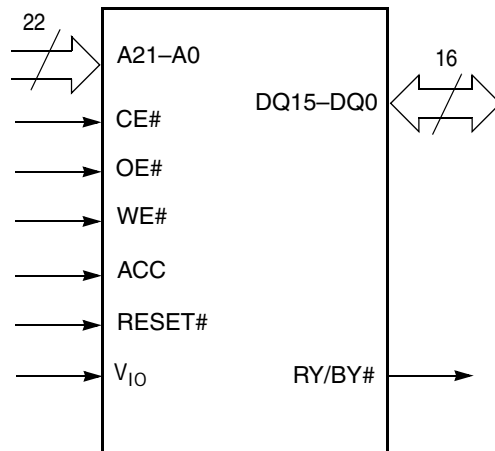 22
A21–A0
16
DQ15–DQ0
CE#
OE#
WE#
ACC
RESET#
VIO
RY/BY#